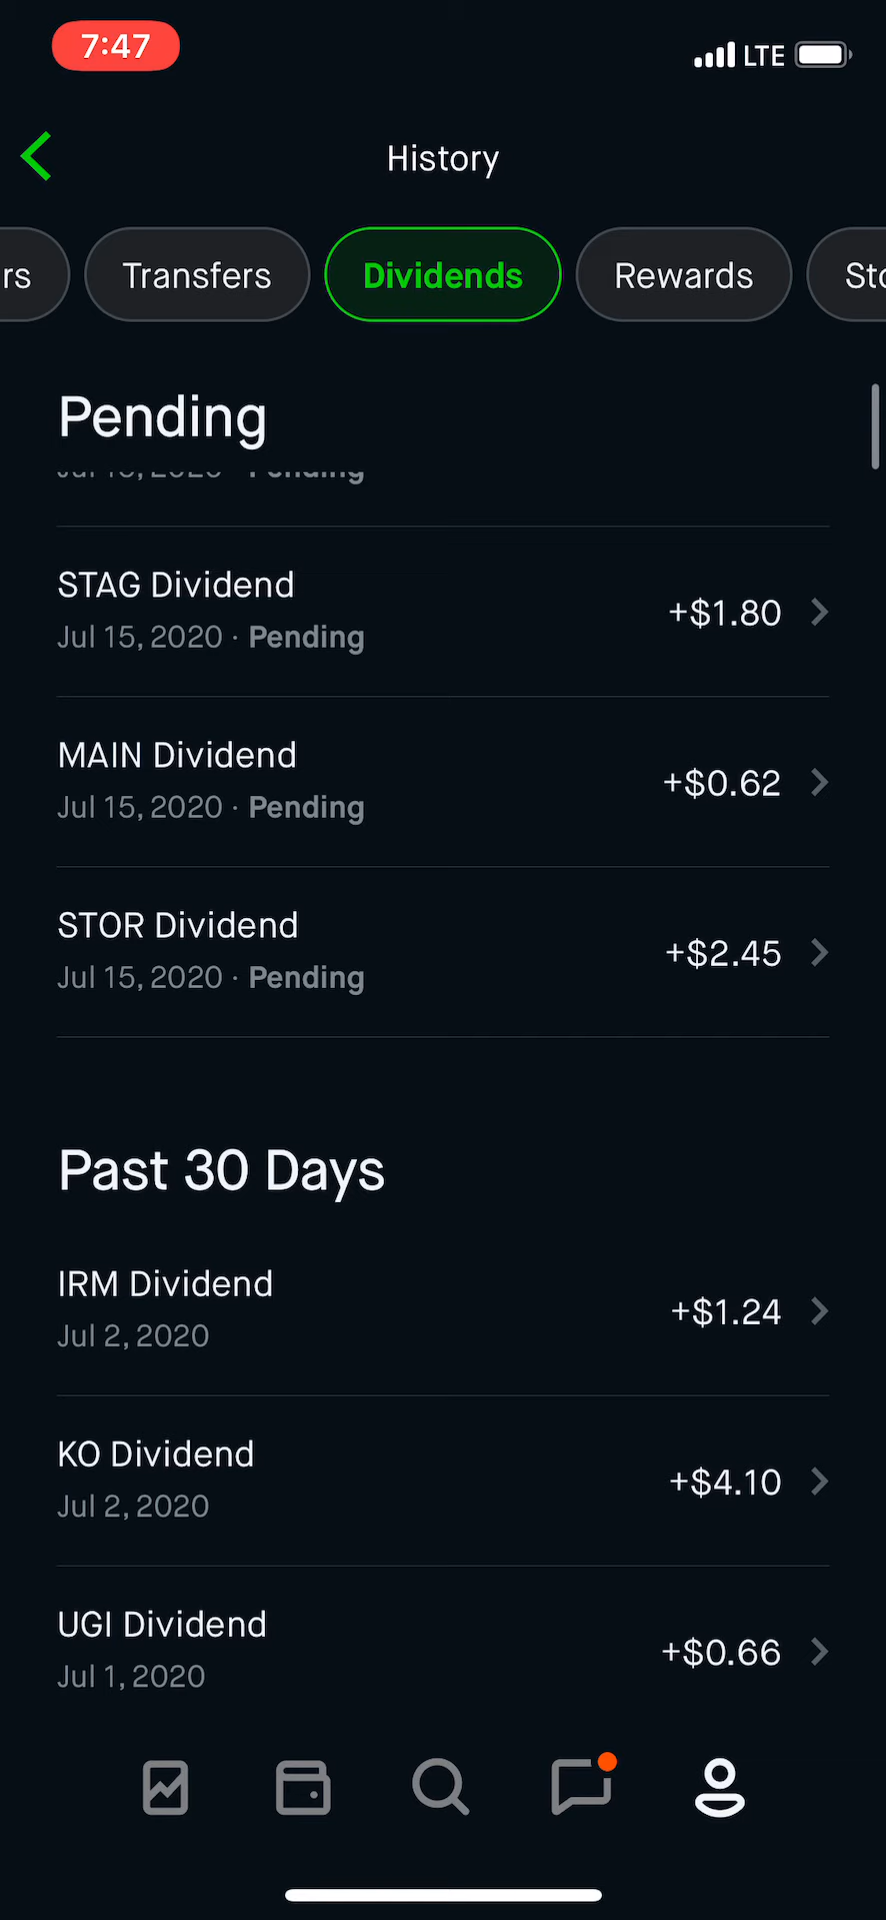 7:47
LTE
History
rs
Transfers
Dividends
Rewards
Sto
Pending
Pending
STAG Dividend
+$1.80
Jul 15, 2020 · Pending
MAIN Dividend
+$0.62
Jul 15, 2020 · Pending
STOR Dividend
+$2.45
Jul 15, 2020 · Pending
Past 30 Days
IRM Dividend
+$1.24
Jul 2, 2020
KO Dividend
+$4.10
Jul 2, 2020
UGI Dividend
+$0.66
Jul 1, 2020